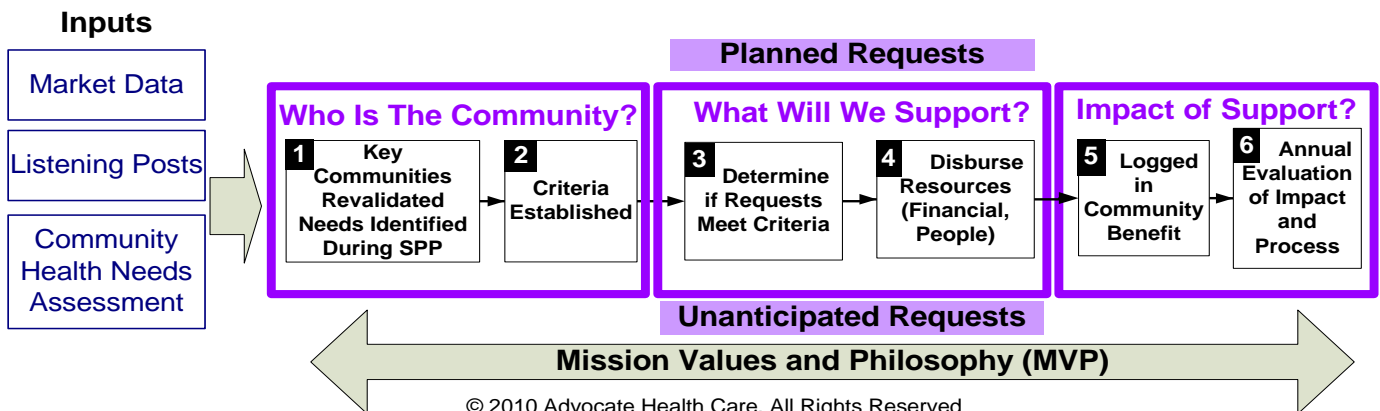 Inputs
Market Data
Listening Posts
Community
Health Needs
Assessment
Planned Requests
Who Is The Community?
1
Key
Communities
Revalidated
Needs Identified
During SPP
2
Criteria
Established
What Will We Support?
3
Determine
if Requests
Meet Criteria
4
Disburse
Resources
(Financial,
People)
Impact of Support?
5
Logged
in
Community
Benefit
6
Annual
Evaluation
of Impact
and
Process
Unanticipated Requests
Mission Values and Philosophy (MVP)
© 2010 Advocate Health Care. All Rights Reserved